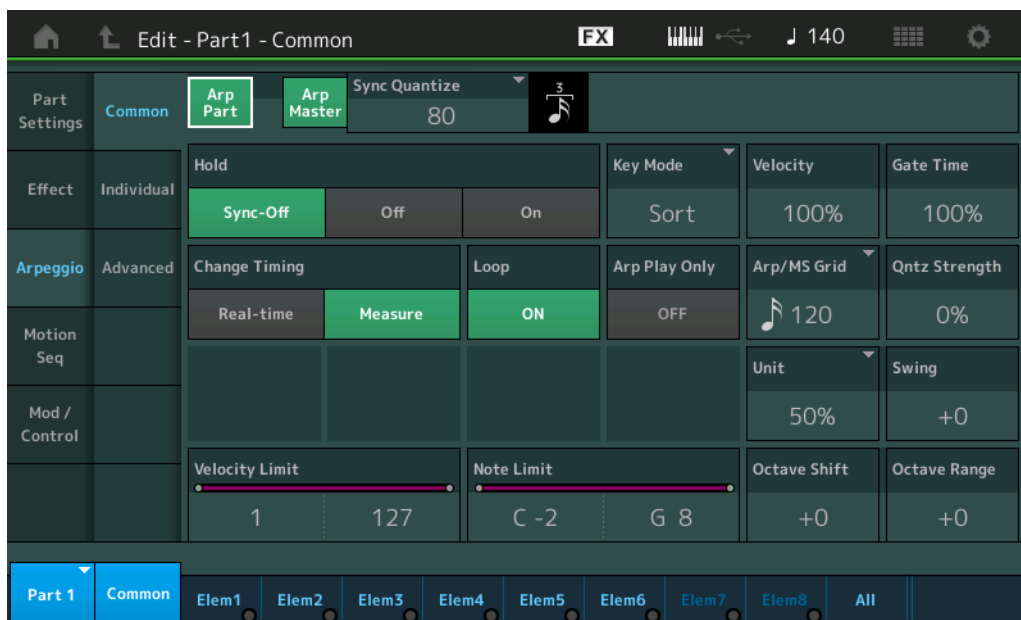 Edit - Part1 - Common
FX
140
Part
Settings
Common
Arp
Part
Arp
Master
Sync Quantize
80
3
Effect
Individual
Hold
Sync-Off
Off
On
Key Mode
Sort
Velocity
100%
Gate Time
100%
Arpeggio
Advanced
Change Timing
Real-time
Measure
Loop
ON
Arp Play Only
OFF
Arp/MS Grid
120
Qntz Strength
0%
Motion
Seq
Unit
50%
Swing
+0
Mod /
Control
Velocity Limit
1
127
Note Limit
C -2
G 8
Octave Shift
+0
Octave Range
+0
Part 1
Common
Elem1
Elem2
Elem3
Elem4
Elem5
Elem6
Elem7
Elem8
All